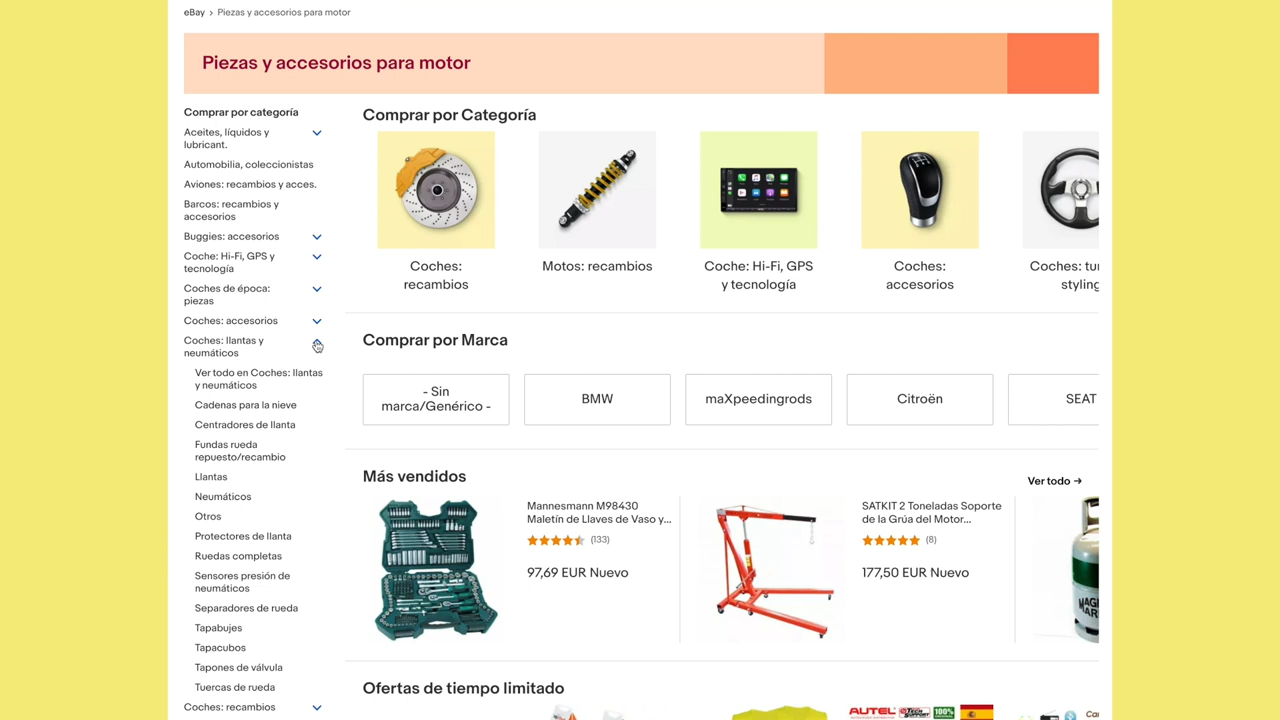 eBay > Piezas y accesorios para motor
Piezas y accesorios para motor
Comprar por categoría
Aceites, líquidos y
lubricant.
Automobilia, coleccionistas
Aviones: recambios y acces.
Barcos: recambios y
accesorios
Buggies: accesorios
Coche: Hi-Fi, GPS y
tecnología
Coches de época:
piezas
Coches: accesorios
Coches: llantas y
neumáticos
Ver todo en Coches: llantas
y neumáticos
Cadenas para la nieve
Centradores de llanta
Fundas rueda
repuesto/recambio
Llantas
Neumáticos
Otros
Protectores de llanta
Ruedas completas
Sensores presión de
neumáticos
Separadores de rueda
Tapabujes
Tapacubos
Tapones de válvula
Tuercas de rueda
Coches: recambios
Comprar por Categoría
Coches:
recambios
Motos: recambios
Coche: Hi-Fi, GPS
y tecnología
Coches:
accesorios
Coches: tu
styling
Comprar por Marca
- Sin
marca/Genérico -
BMW
maXpeedingrods
Citroën
SEAT
Más vendidos
Ver todo →
Mannesmann M98430
Maletín de Llaves de Vaso y...
(133)
97,69 EUR Nuevo
SATKIT 2 Toneladas Soporte
de la Grúa del Motor...
(8)
177,50 EUR Nuevo
Ofertas de tiempo limitado
AUTEL
100%